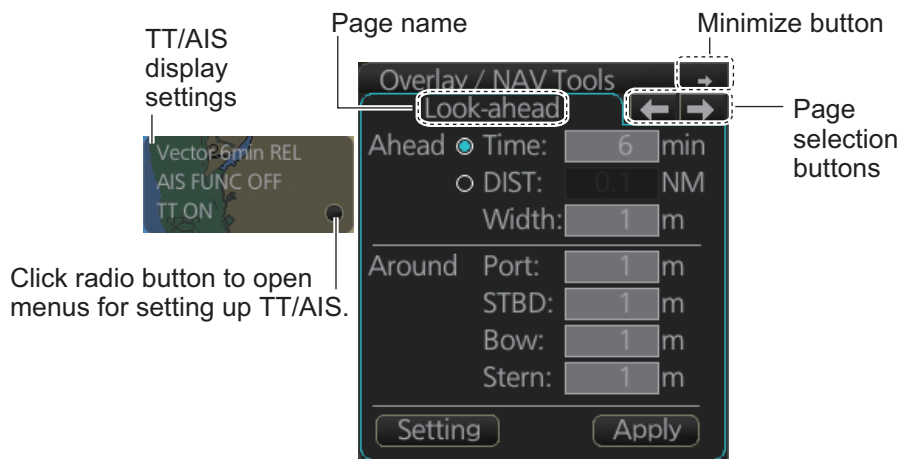 Page name
Minimize button
TT/AIS
display
settings
Overlay / NAV Tools
Look-ahead
Page
selection
buttons
Vector 6min REL
AIS FUNC OFF
TT ON
Ahead Time: 6 min
DIST: 0.1 NM
Width: 1 m
Click radio button to open
menus for setting up TT/AIS.
Around Port: 1 m
STBD: 1 m
Bow: 1 m
Stern: 1 m
Setting Apply